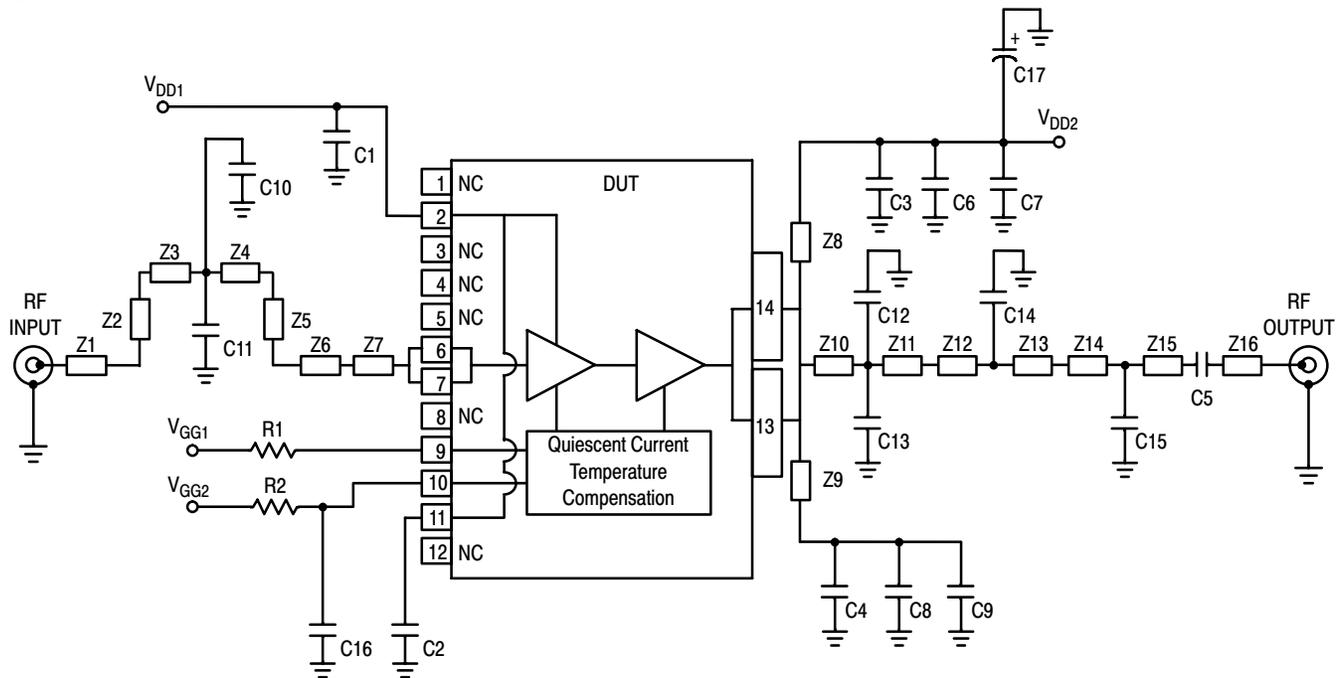 +
C17
VDD1
VDD2
C1
C10
1 NC
DUT
2
C3
C6
C7
3 NC
Z3
Z4
Z8
4 NC
RF
INPUT
Z2
Z5
5 NC
14
C12
C14
RF
OUTPUT
C11
Z1
Z6
Z7
6
Z10
Z11
Z12
Z13
Z14
Z15
Z16
7
C5
8 NC
13
C13
C15
VGG1
R1
9
Quiescent Current
Temperature
Compensation
VGG2
R2
10
Z9
11
12 NC
C4
C8
C9
C16
C2